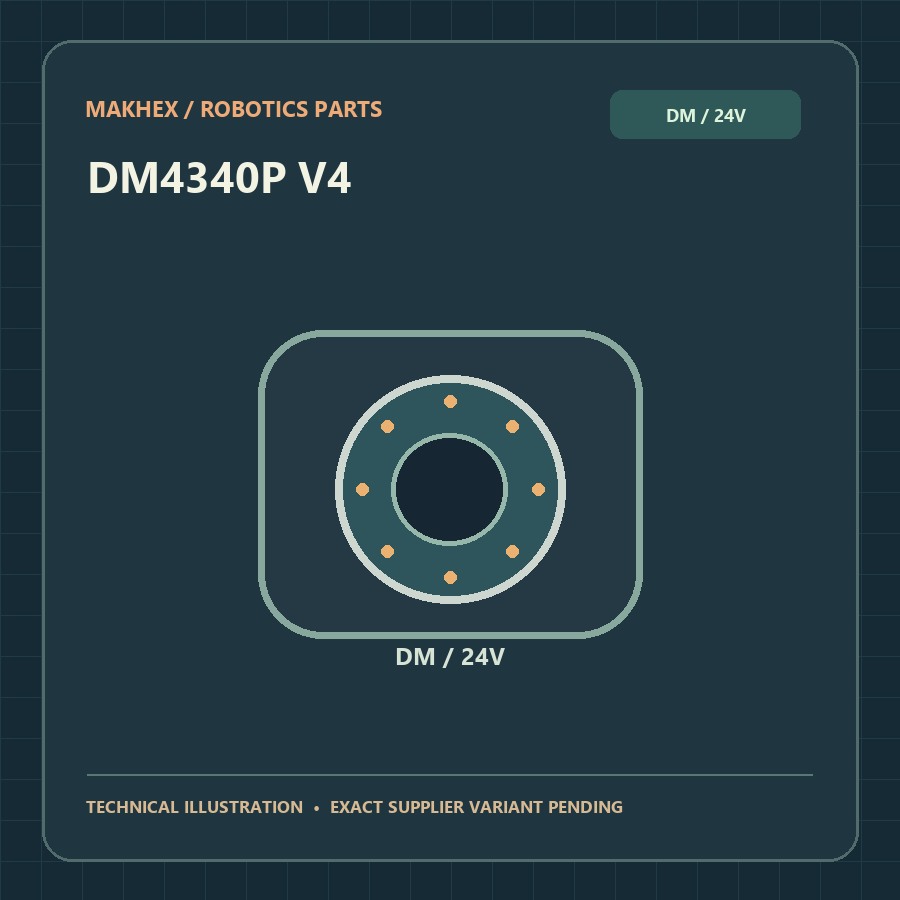 MAKHEX / ROBOTICS PARTS
DM / 24V
DM4340P V4
DM / 24V
TECHNICAL ILLUSTRATION • EXACT SUPPLIER VARIANT PENDING